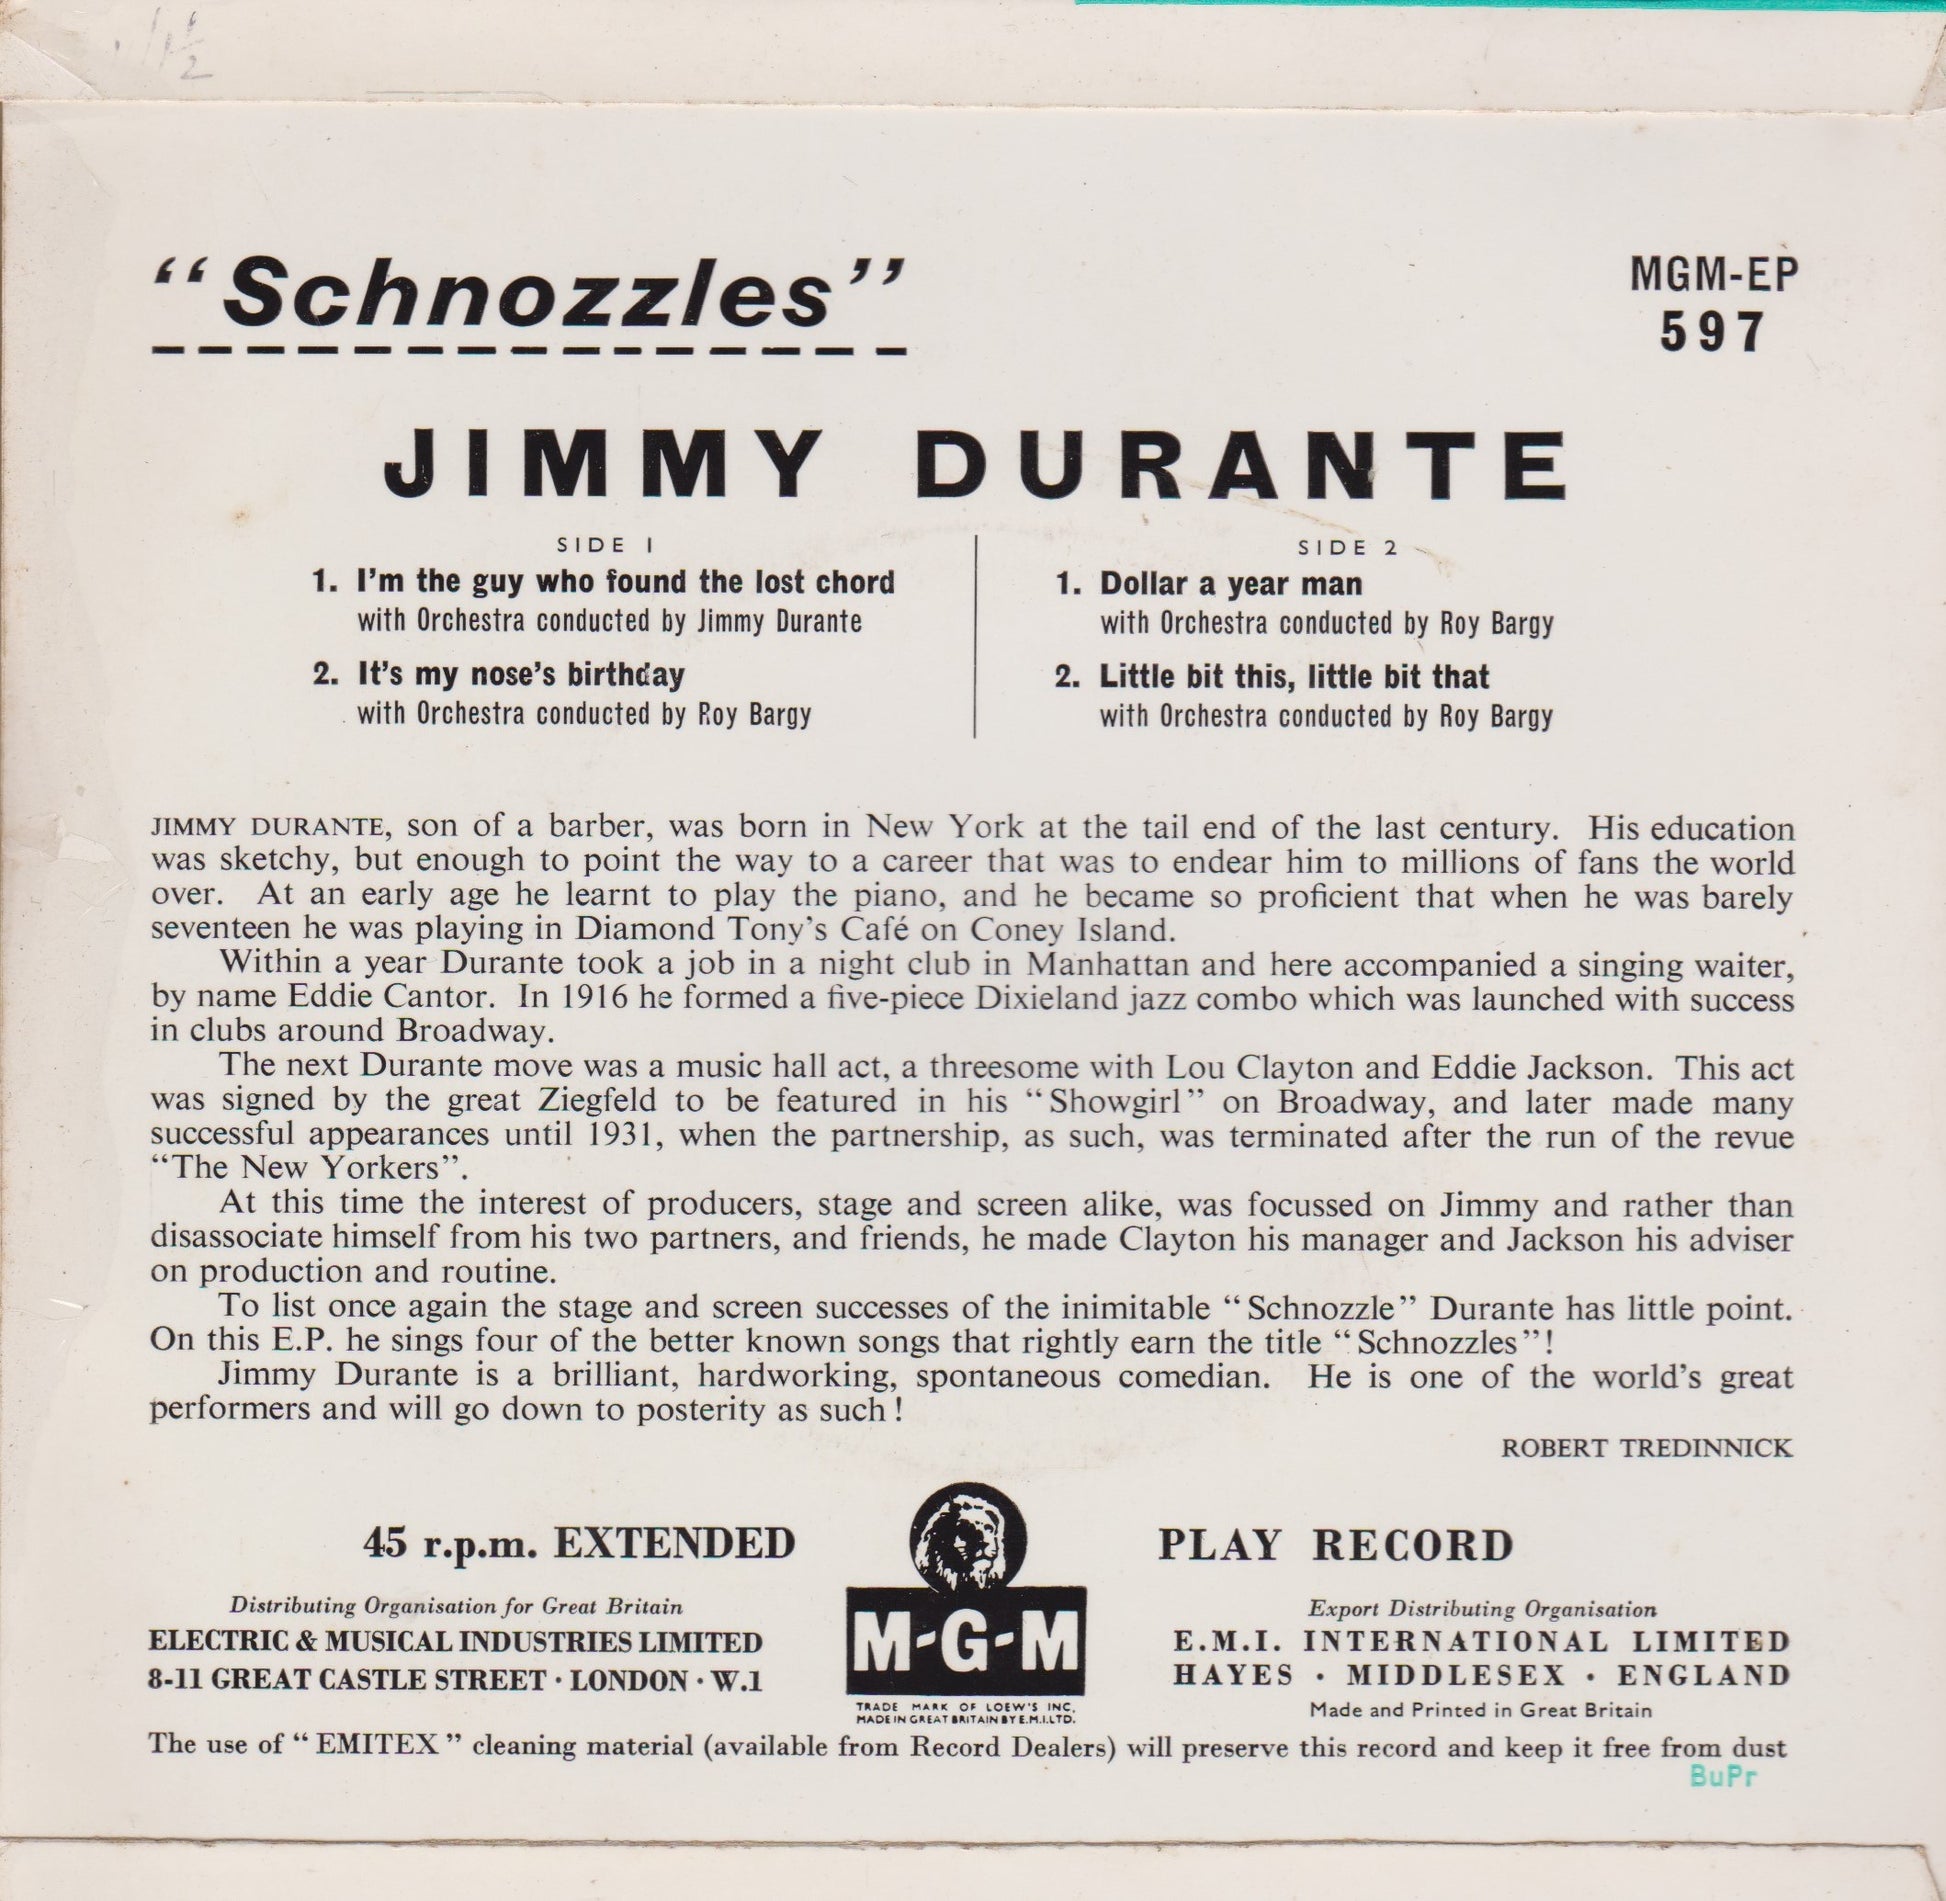 "Schnozzles"
MGM-EP
597
JIMMY DURANTE
SIDE 1
1. I'm the guy who found the lost chord
with Orchestra conducted by Jimmy Durante
2. It's my nose's birthday
with Orchestra conducted by Roy Bargy
SIDE 2
1. Dollar a year man
with Orchestra conducted by Roy Bargy
2. Little bit this, little bit that
with Orchestra conducted by Roy Bargy
JIMMY DURANTE, son of a barber, was born in New York at the tail end of the last century. His education
was sketchy, but enough to point the way to a career that was to endear him to millions of fans the world
over. At an early age he learnt to play the piano, and he became so proficient that when he was barely
seventeen he was playing in Diamond Tony's Café on Coney Island.
Within a year Durante took a job in a night club in Manhattan and here accompanied a singing waiter,
by name Eddie Cantor. In 1916 he formed a five-piece Dixieland jazz combo which was launched with success
in clubs around Broadway.
The next Durante move was a music hall act, a threesome with Lou Clayton and Eddie Jackson. This act
was signed by the great Ziegfeld to be featured in his "Showgirl" on Broadway, and later made many
successful appearances until 1931, when the partnership, as such, was terminated after the run of the revue
"The New Yorkers".
At this time the interest of producers, stage and screen alike, was focussed on Jimmy and rather than
disassociate himself from his two partners, and friends, he made Clayton his manager and Jackson his adviser
on production and routine.
To list once again the stage and screen successes of the inimitable "Schnozzle" Durante has little point.
On this E.P. he sings four of the better known songs that rightly earn the title "Schnozzles"!
Jimmy Durante is a brilliant, hardworking, spontaneous comedian. He is one of the world's great
performers and will go down to posterity as such!
ROBERT TREDINNICK
45 r.p.m. EXTENDED PLAY RECORD
Distributing Organisation for Great Britain
ELECTRIC & MUSICAL INDUSTRIES LIMITED
8-11 GREAT CASTLE STREET · LONDON · W.1
M-G-M
TRADE MARK OF LOEW'S INC.
MADE IN GREAT BRITAIN BY E.M.I. LTD.
Export Distributing Organisation
E.M.I. INTERNATIONAL LIMITED
HAYES · MIDDLESEX · ENGLAND
Made and Printed in Great Britain
The use of "EMITEX" cleaning material (available from Record Dealers) will preserve this record and keep it free from dust
BuPr